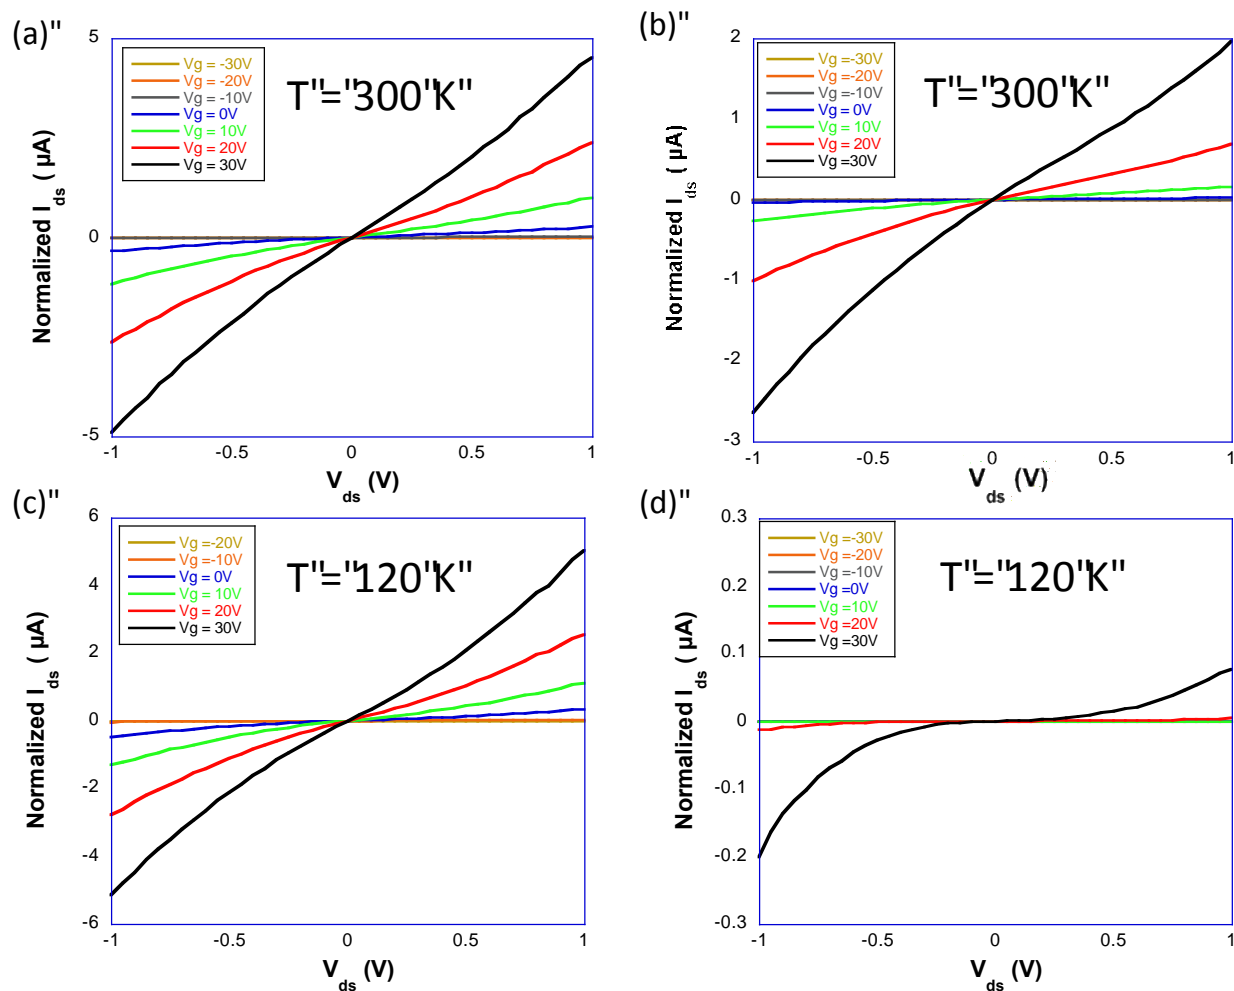 (a)"
5
Vg = -30V
Vg = -20V
Vg = -10V
Vg = 0V
Vg = 10V
Vg = 20V
Vg = 30V
T"="300"K"
Normalized I ds ( µA)
0
-5
-1
-0.5
0
0.5
1
V ds (V)
(b)"
2
Vg = -30V
Vg = -20V
Vg = -10V
Vg = 0V
Vg = 10V
Vg = 20V
Vg =30V
T"="300"K"
Normalized I ds ( µA)
1
0
-1
-2
-3
-1
-0.5
0
0.5
1
V ds (V)
(c)"
6
Vg =-20V
Vg =-10V
Vg = 0V
Vg = 10V
Vg = 20V
Vg = 30V
T"="120"K"
Normalized I ds ( µA)
4
2
0
-2
-4
-6
-1
-0.5
0
0.5
1
V ds (V)
(d)"
0.3
Vg =-30V
Vg =-20V
Vg =-10V
Vg =0V
Vg =10V
Vg =20V
Vg =30V
T"="120"K"
Normalized I ds ( µA)
0.2
0.1
0
-0.1
-0.2
-0.3
-1
-0.5
0
0.5
1
V ds (V)